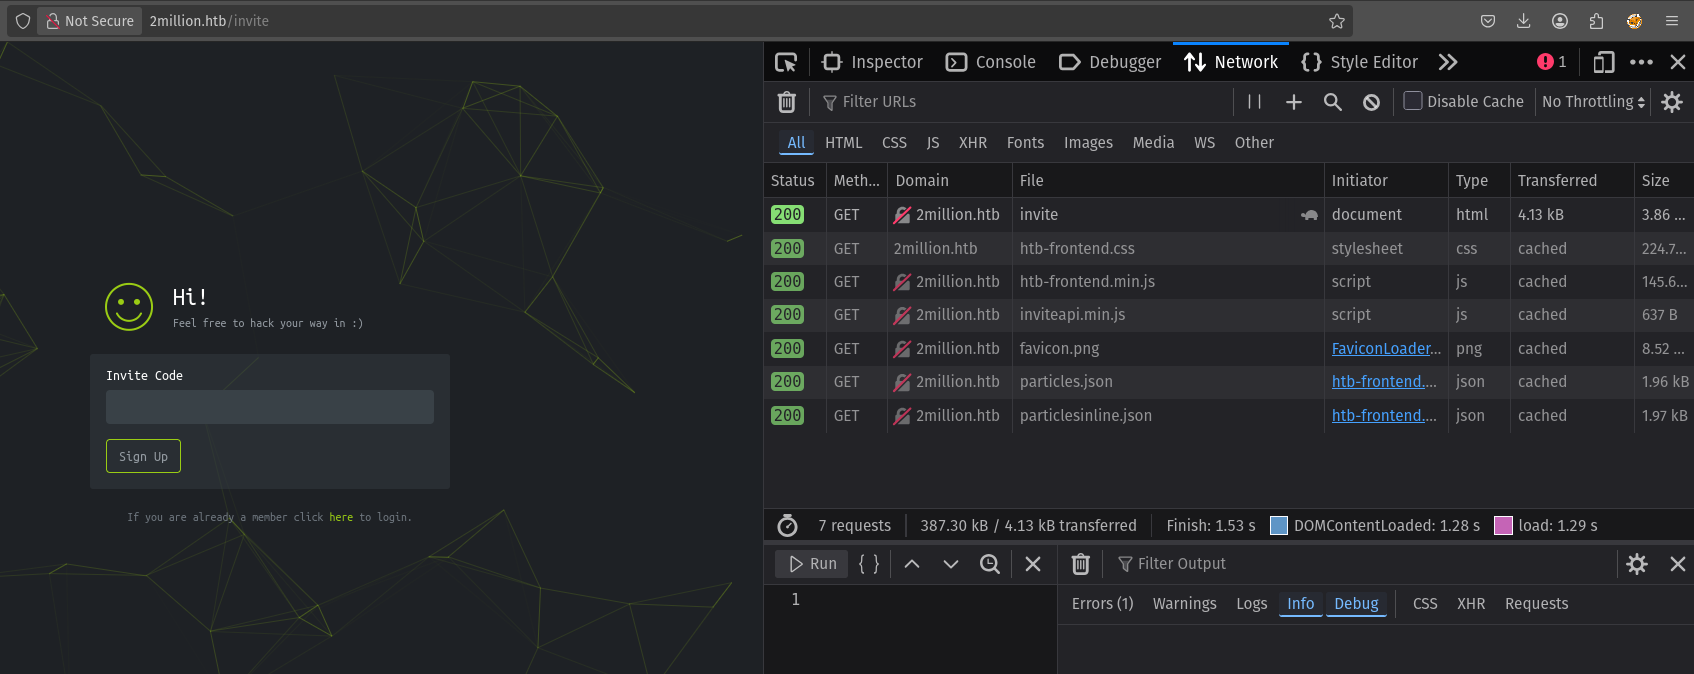 Not Secure 2million.htb/invite
Hi!
Feel free to hack your way in :)
Invite Code
Sign Up
If you are already a member click here to login.
Inspector Console Debugger Network Style Editor 1
Filter URLs Disable Cache No Throttling
All HTML CSS JS XHR Fonts Images Media WS Other
Status Meth... Domain File Initiator Type Transferred Size
200 GET 2million.htb invite document html 4.13 kB 3.86 ...
200 GET 2million.htb htb-frontend.css stylesheet css cached 224.7...
200 GET 2million.htb htb-frontend.min.js script js cached 145.6...
200 GET 2million.htb inviteapi.min.js script js cached 637 B
200 GET 2million.htb favicon.png FaviconLoader... png cached 8.52 ...
200 GET 2million.htb particles.json htb-frontend.... json cached 1.96 kB
200 GET 2million.htb particlesinline.json htb-frontend.... json cached 1.97 kB
7 requests 387.30 kB / 4.13 kB transferred Finish: 1.53 s DOMContentLoaded: 1.28 s load: 1.29 s
Run { }
1
Filter Output
Errors (1) Warnings Logs Info Debug CSS XHR Requests